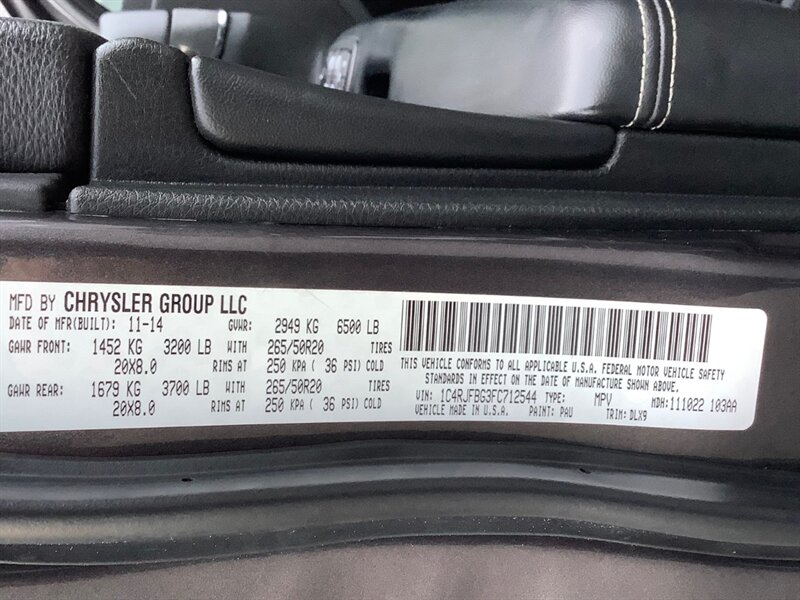 MFD BY CHRYSLER GROUP LLC
DATE OF MFR(BUILT): 11-14 GVWR: 2949 KG 6500 LB
GAWR FRONT: 1452 KG 3200 LB WITH 265/50R20 TIRES
20X8.0 RIMS AT 250 KPA ( 36 PSI) COLD
GAWR REAR: 1679 KG 3700 LB WITH 265/50R20 TIRES
20X8.0 RIMS AT 250 KPA ( 36 PSI) COLD
THIS VEHICLE CONFORMS TO ALL APPLICABLE U.S.A. FEDERAL MOTOR VEHICLE SAFETY
STANDARDS IN EFFECT ON THE DATE OF MANUFACTURE SHOWN ABOVE.
VIN: 1C4RJFBG3FC712544 TYPE: MPV MDH:111022 103AA
VEHICLE MADE IN U.S.A. PAINT: PAU TRIM: DLX9